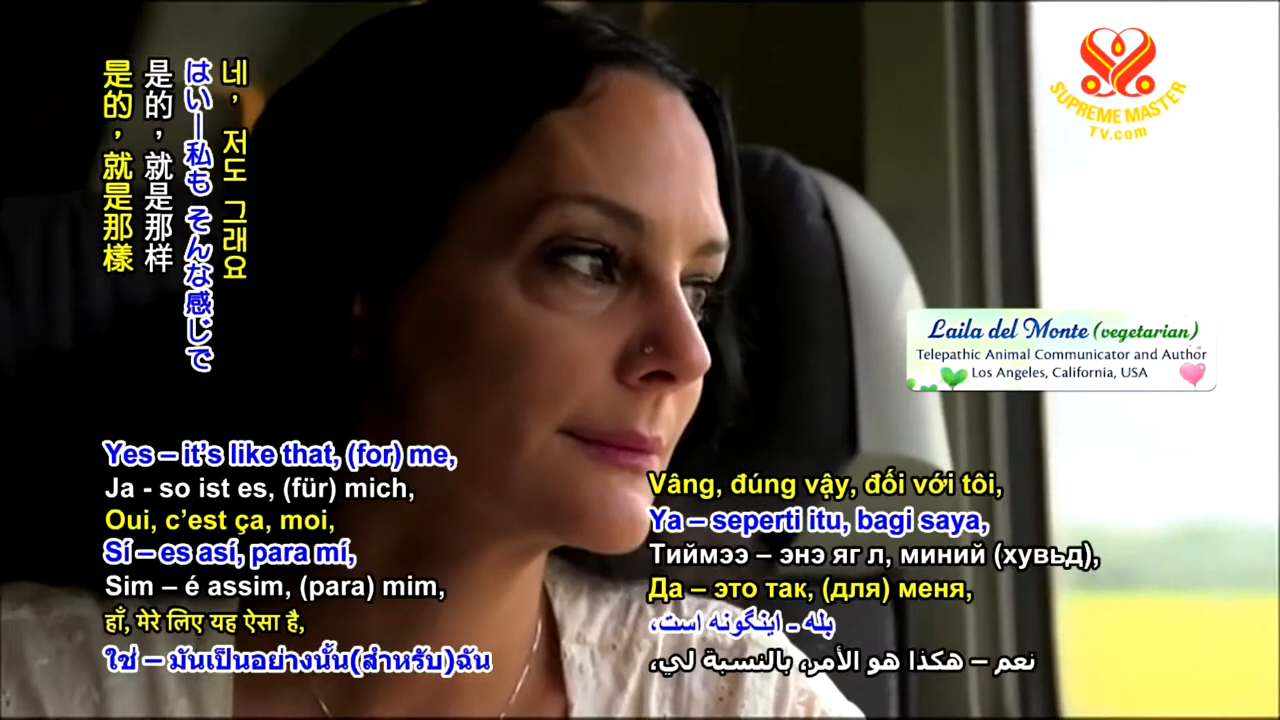 네, 저도 그래요
はい—私も そんな感じで
是的，就是那样
是的，就是那樣
SUPREME MASTER
TV.com
Laila del Monte (vegetarian)
Telepathic Animal Communicator and Author
Los Angeles, California, USA
Yes – it’s like that, (for) me,
Ja - so ist es, (für) mich,
Oui, c’est ça, moi,
Sí – es así, para mí,
Sim – é assim, (para) mim,
हाँ, मेरे लिए यह ऐसा है,
ใช่ – มันเป็นอย่างนั้น(สำหรับ)ฉัน
Vâng, đúng vậy, đối với tôi,
Ya – seperti itu, bagi saya,
Тиймээ – энэ яг л, миний (хувьд),
Да – это так, (для) меня,
بله - اینگونه است،
نعم – هكذا هو الأمر، بالنسبة لي،